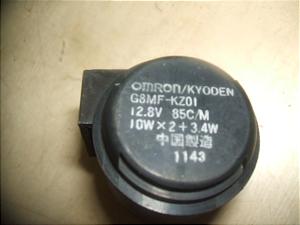 OMRON/KYODEN
G8MF-KZ01
12.8V 85C/M
10W×2+3.4W
中国製造
1143